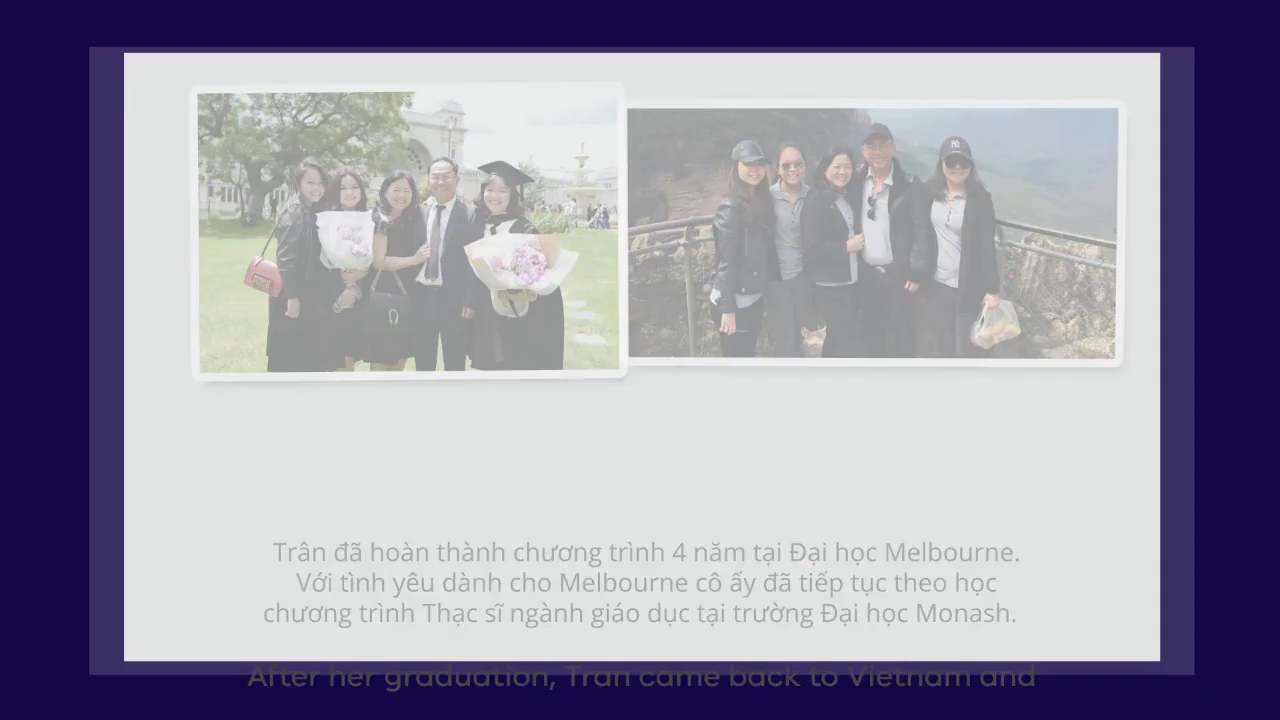 Trân đã hoàn thành chương trình 4 năm tại Đại học Melbourne.
Với tình yêu dành cho Melbourne cô ấy đã tiếp tục theo học
chương trình Thạc sĩ ngành giáo dục tại trường Đại học Monash.
After her graduation, Tran came back to Vietnam and